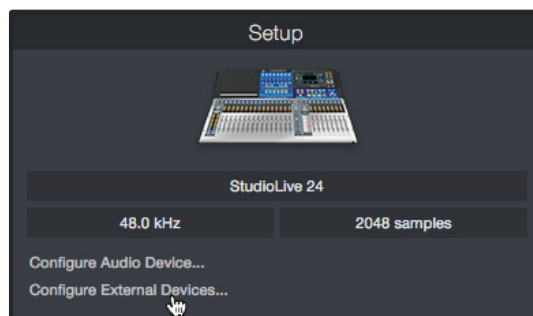 Setup
StudioLive 24
48.0 kHz 2048 samples
Configure Audio Device...
Configure External Devices...